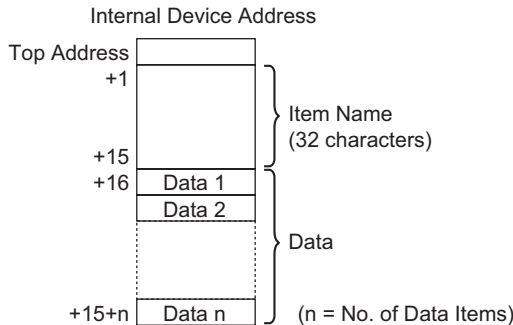 Internal Device Address
Top Address
+1
Item Name
(32 characters)
+15
+16 Data 1
Data 2
Data
+15+n Data n (n = No. of Data Items)